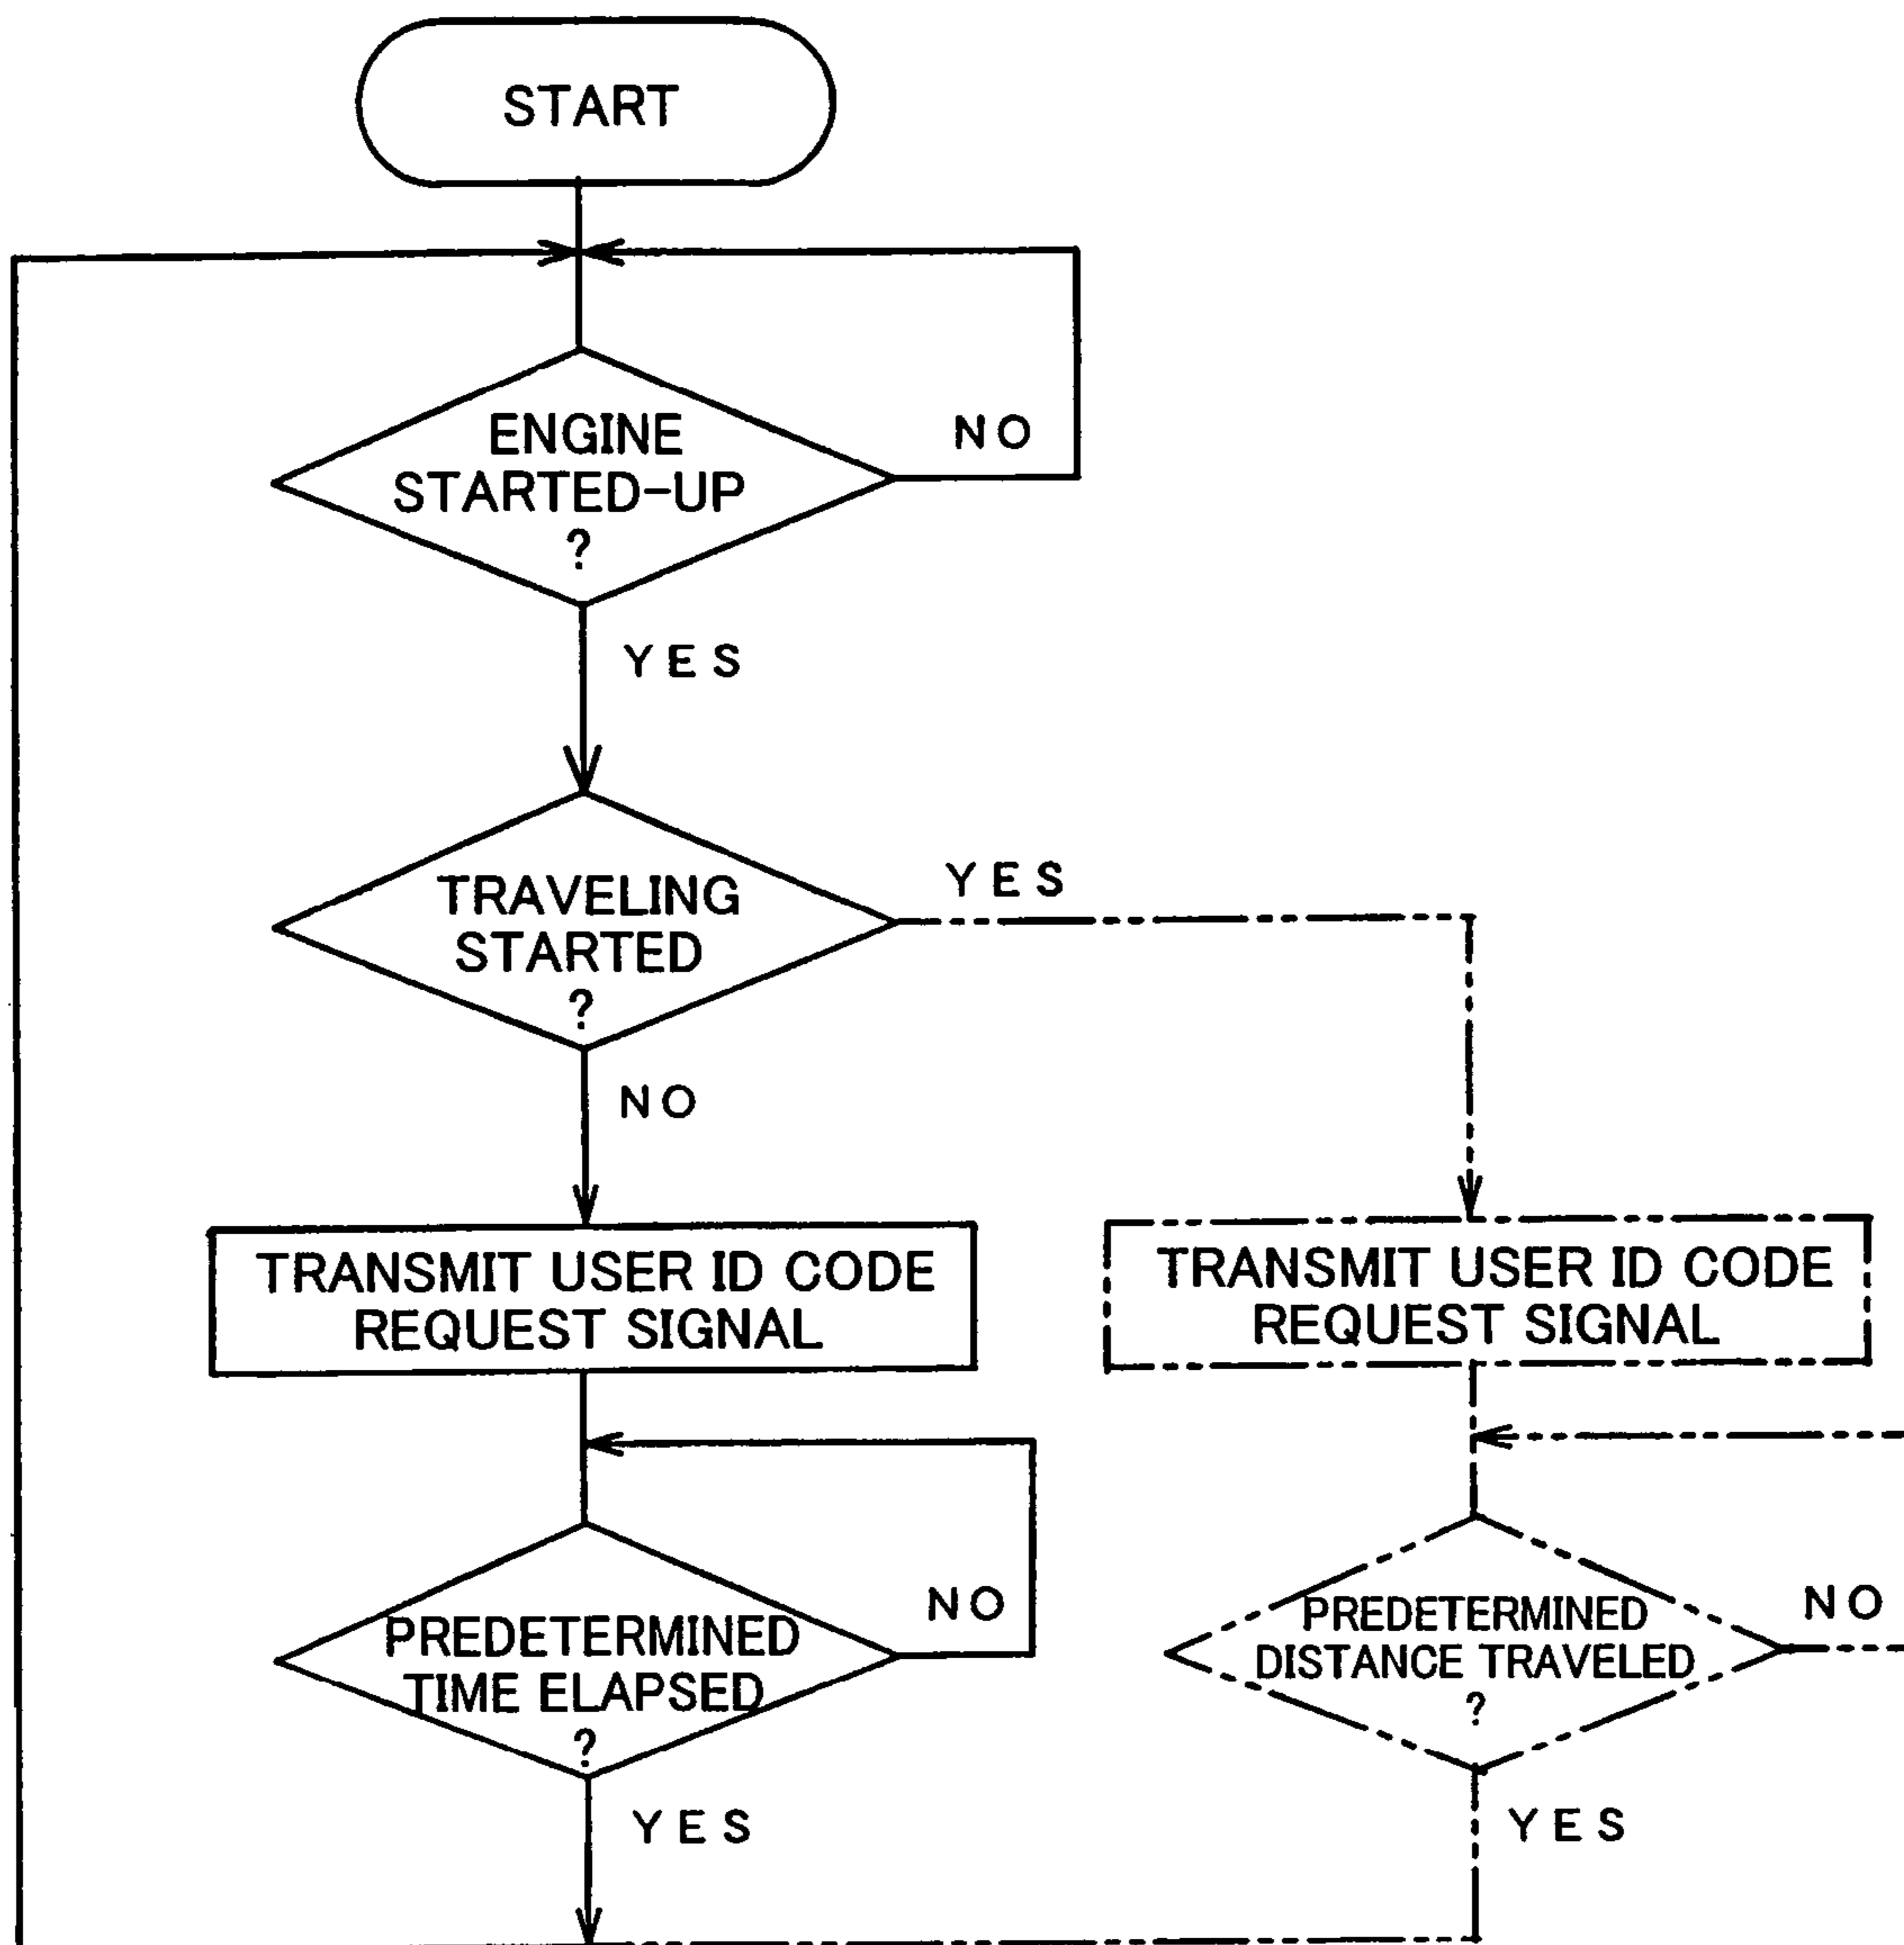 START
ENGINE
STARTED-UP
?
NO
YES
TRAVELING
STARTED
?
YES
NO
TRANSMIT USER ID CODE
REQUEST SIGNAL
TRANSMIT USER ID CODE
REQUEST SIGNAL
PREDETERMINED
TIME ELAPSED
?
NO
YES
PREDETERMINED
DISTANCE TRAVELED
?
NO
YES